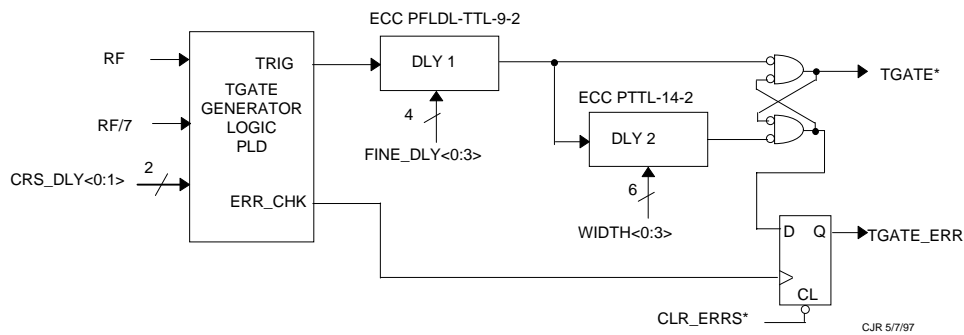 ECC PFLDL-TTL-9-2
RF
TRIG
DLY 1
TGATE*
TGATE
GENERATOR
LOGIC
PLD
ECC PTTL-14-2
RF/7
4
DLY 2
FINE_DLY<0:3>
2
CRS_DLY<0:1>
6
ERR_CHK
WIDTH<0:3>
D Q
TGATE_ERR
CL
CLR_ERRS*
CJR 5/7/97